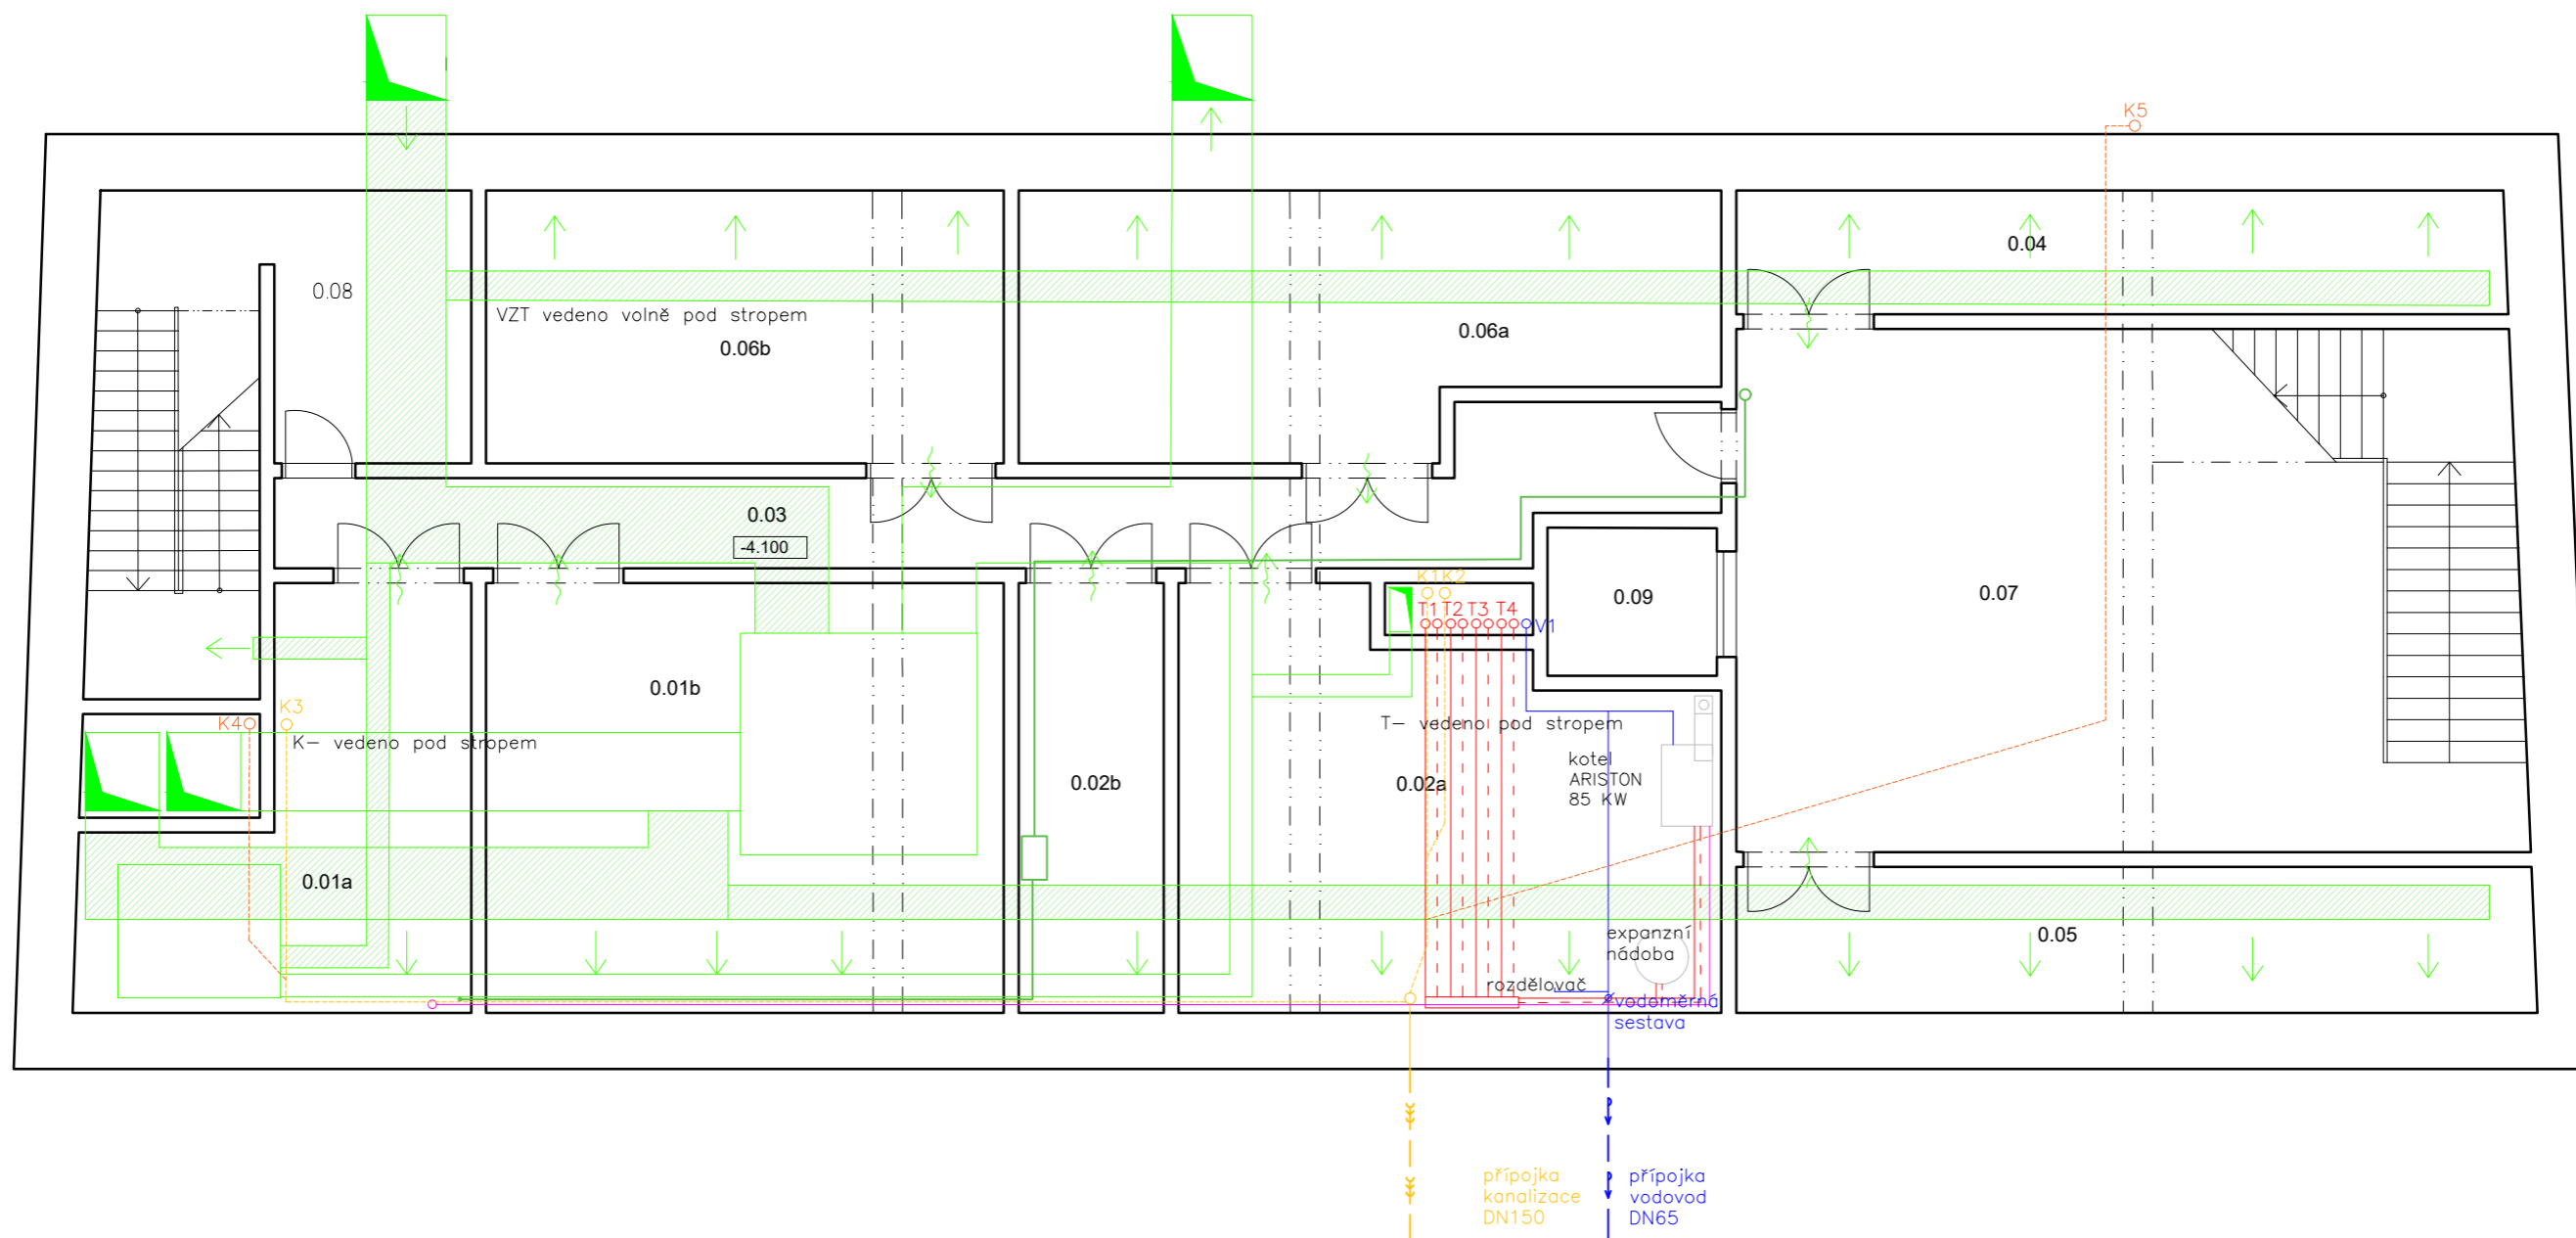 K5
0.04
0.08
VZT vedeno volně pod stropem
0.06b
0.06a
0.03
-4.100
K1 K2
T1 T2 T3 T4
V1
0.09
0.07
0.01b
K4
K3
K- vedeno pod stropem
T- vedeno pod stropem
kotel
ARISTON
85 KW
0.02b
0.02a
0.01a
expanzní
nádoba
0.05
rozdělovač
vodoměrná
sestava
přípojka
kanalizace
DN150
přípojka
vodovod
DN65